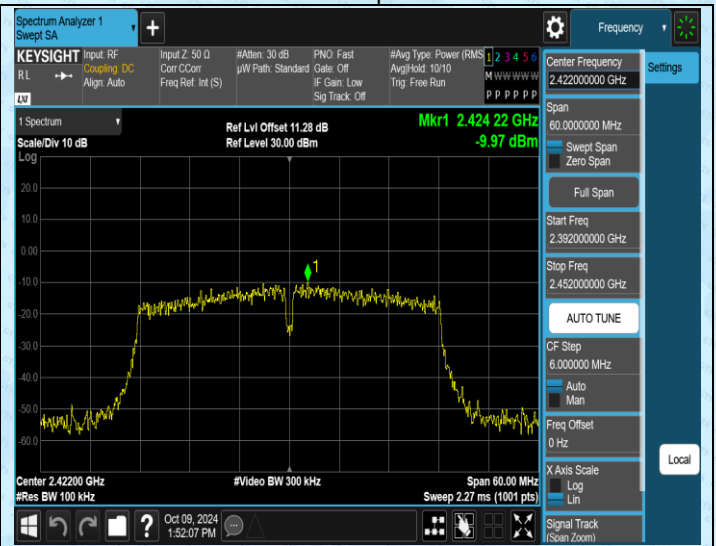 Spectrum Analyzer 1
Swept SA
+
Frequency
KEYSIGHT
RL
LXI
Input: RF
Coupling: DC
Align: Auto
Input Z: 50 Ω
Corr CCorr
Freq Ref: Int (S)
#Atten: 30 dB
µW Path: Standard
PNO: Fast
Gate: Off
IF Gain: Low
Sig Track: Off
#Avg Type: Power (RMS
Avg|Hold: 10/10
Trig: Free Run
1 2 3 4 5 6
M W W W W W
P P P P P P
1 Spectrum
Scale/Div 10 dB
Log
Ref Lvl Offset 11.28 dB
Ref Level 30.00 dBm
Mkr1 2.424 22 GHz
-9.97 dBm
20.0
10.0
0.00
-10.0
-20.0
-30.0
-40.0
-50.0
-60.0
1
Center 2.42200 GHz
#Res BW 100 kHz
#Video BW 300 kHz
Span 60.00 MHz
Sweep 2.27 ms (1001 pts)
Center Frequency
2.422000000 GHz
Span
60.0000000 MHz
Swept Span
Zero Span
Full Span
Start Freq
2.392000000 GHz
Stop Freq
2.452000000 GHz
AUTO TUNE
CF Step
6.000000 MHz
Auto
Man
Freq Offset
0 Hz
X Axis Scale
Log
Lin
Signal Track
(Span Zoom)
Settings
Local
?
Oct 09, 2024
1:52:07 PM